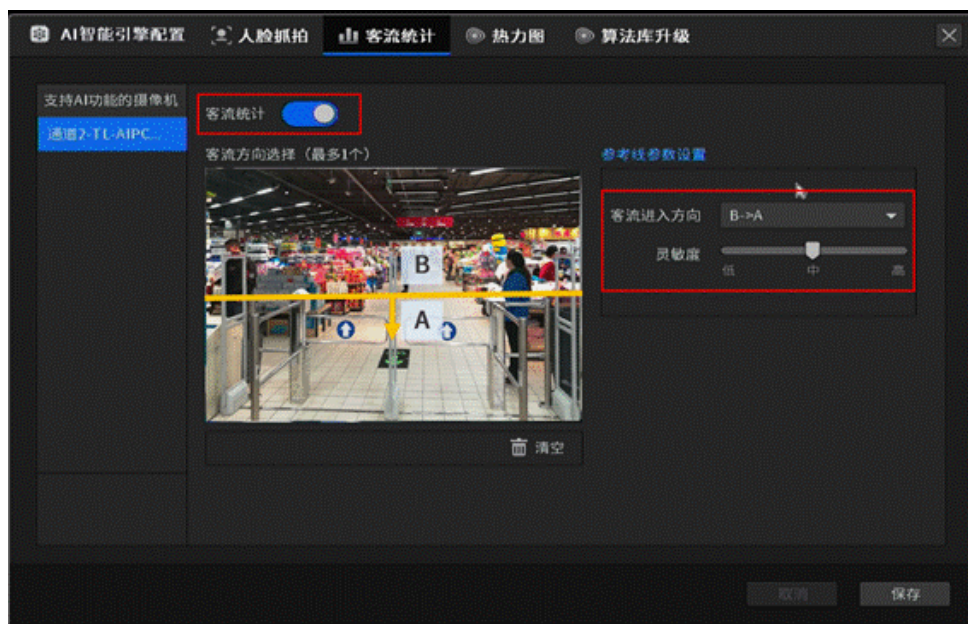 AI智能引擎配置 人脸抓拍 客流统计 热力图 算法库升级
支持AI功能的摄像机
通道2-TL-AIPC...
客流统计
客流方向选择（最多1个）
B
A
清空
参考线参数设置
客流进入方向 B->A
灵敏度
低 中 高
取消 保存